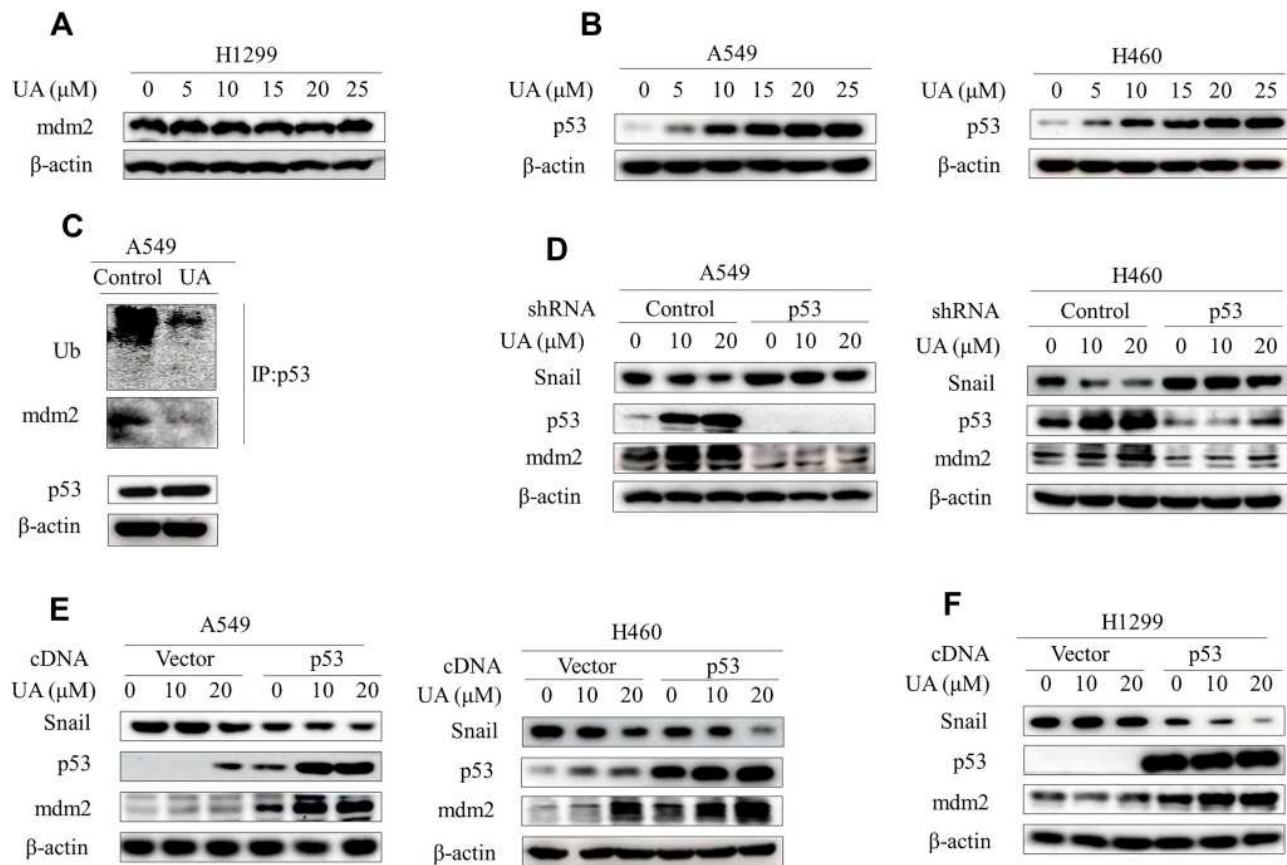 A
H1299
UA (μM) 0 5 10 15 20 25
mdm2
β-actin
B
A549
UA (μM) 0 5 10 15 20 25
p53
β-actin
H460
UA (μM) 0 5 10 15 20 25
p53
β-actin
C
A549
Control UA
Ub
mdm2
IP:p53
p53
β-actin
D
A549
shRNA Control p53
UA (μM) 0 10 20 0 10 20
Snail
p53
mdm2
β-actin
H460
shRNA Control p53
UA (μM) 0 10 20 0 10 20
Snail
p53
mdm2
β-actin
E
A549
cDNA Vector p53
UA (μM) 0 10 20 0 10 20
Snail
p53
mdm2
β-actin
H460
cDNA Vector p53
UA (μM) 0 10 20 0 10 20
Snail
p53
mdm2
β-actin
F
H1299
cDNA Vector p53
UA (μM) 0 10 20 0 10 20
Snail
p53
mdm2
β-actin